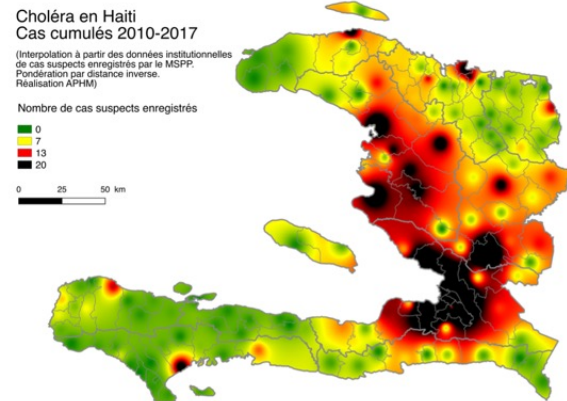 Choléra en Haiti
Cas cumulés 2010-2017
(Interpolation à partir des données institutionnelles
de cas suspects enregistrés par le MSPP.
Pondération par distance inverse.
Réalisation APHM)
Nombre de cas suspects enregistrés
0
7
13
20
0 25 50 km